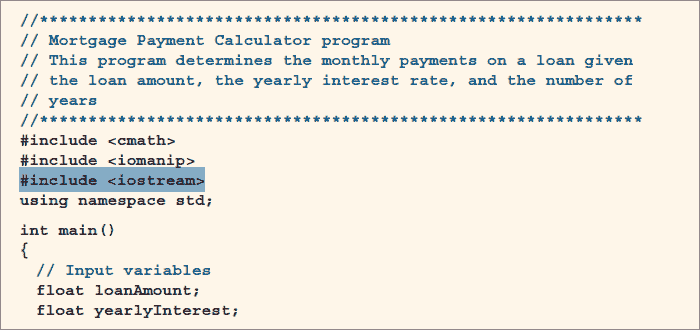 //**************************************************************
// Mortgage Payment Calculator program
// This program determines the monthly payments on a loan given
// the loan amount, the yearly interest rate, and the number of
// years
//**************************************************************
#include <cmath>
#include <iomanip>
#include <iostream>
using namespace std;
int main()
{
// Input variables
float loanAmount;
float yearlyInterest;